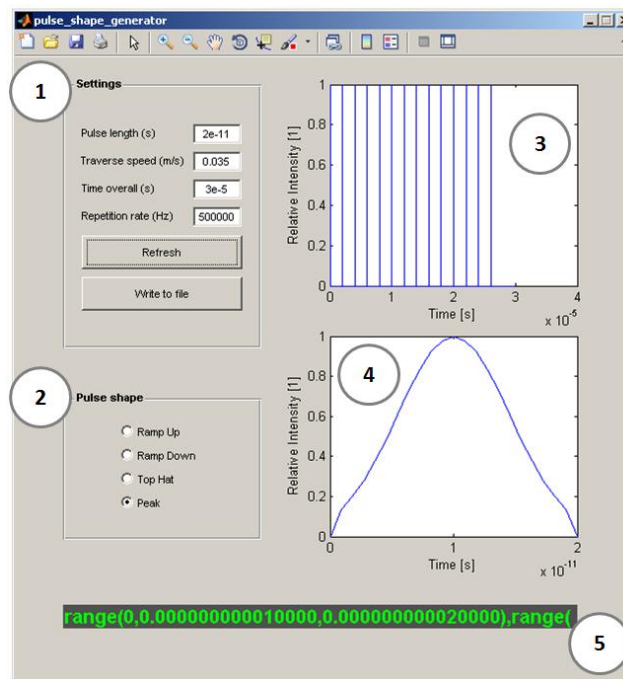 pulse_shape_generator
1
Settings
Pulse length (s) 2e-11
Traverse speed (m/s) 0.035
Time overall (s) 3e-5
Repetition rate (Hz) 500000
Refresh
Write to file
2
Pulse shape
Ramp Up
Ramp Down
Top Hat
Peak
3
Relative Intensity [1]
1
0.8
0.6
0.4
0.2
0
0 1 2 3 4
Time [s]
x 10⁻⁵
4
Relative Intensity [1]
1
0.8
0.6
0.4
0.2
0
0 1 2
Time [s]
x 10⁻¹¹
range(0,0.000000000010000,0.000000000020000),range(
5